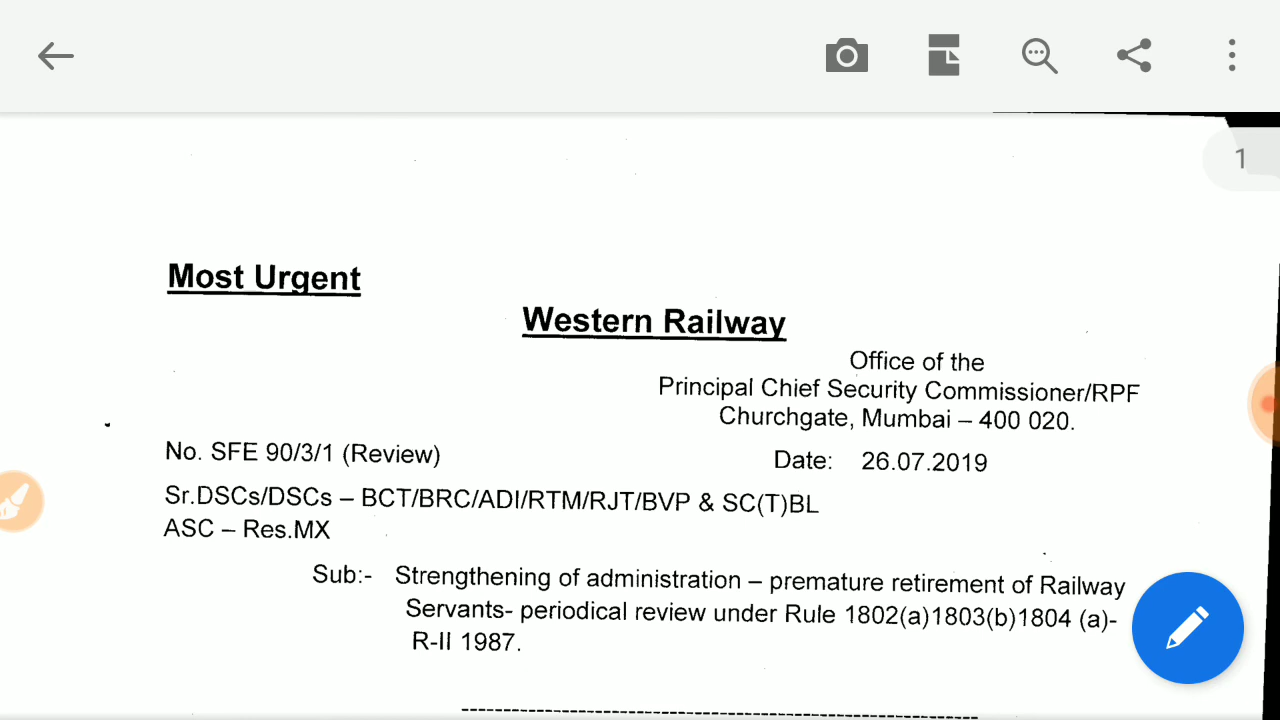 1
Most Urgent
Western Railway
Office of the
Principal Chief Security Commissioner/RPF
Churchgate, Mumbai – 400 020.
No. SFE 90/3/1 (Review)
Date: 26.07.2019
Sr.DSCs/DSCs – BCT/BRC/ADI/RTM/RJT/BVP & SC(T)BL
ASC – Res.MX
Sub:- Strengthening of administration – premature retirement of Railway
Servants- periodical review under Rule 1802(a)1803(b)1804 (a)-
R-II 1987.